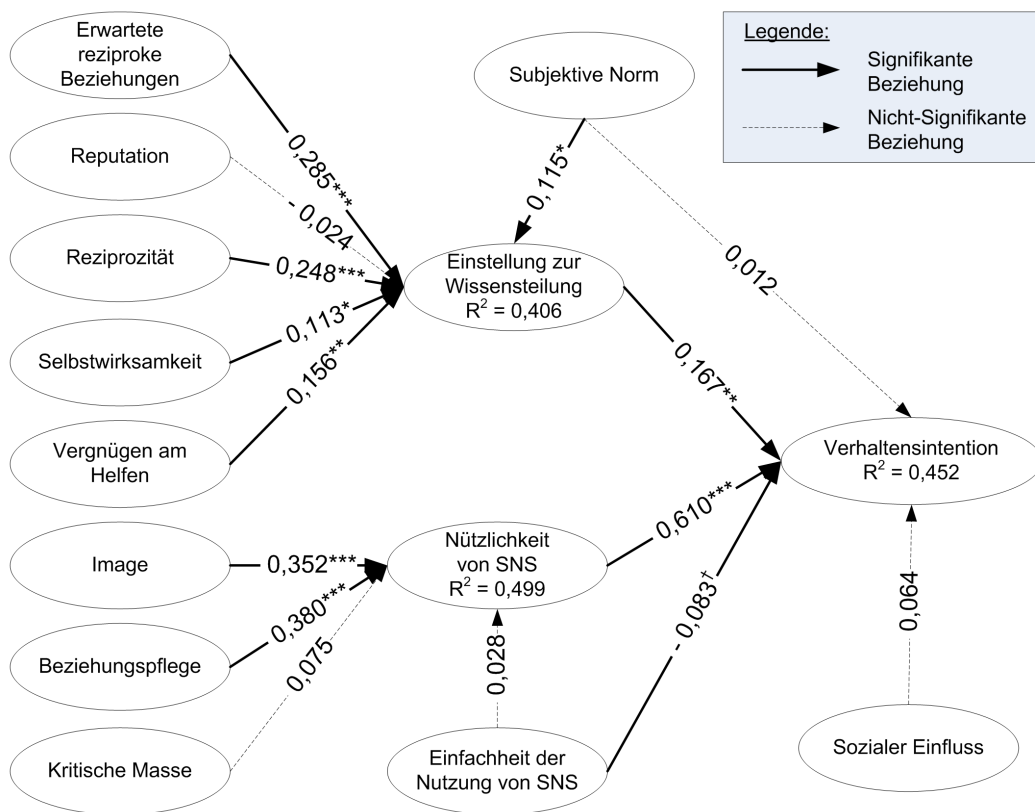 Erwartete
reziproke
Beziehungen
Reputation
Reziprozität
Selbstwirksamkeit
Vergnügen am
Helfen
Image
Beziehungspflege
Kritische Masse
Subjektive Norm
Legende:
Signifikante
Beziehung
Nicht-Signifikante
Beziehung
0,285***
- 0,024
0,248***
0,113*
0,156**
0,115*
0,012
Einstellung zur
Wissensteilung
R² = 0,406
0,167**
Verhaltensintention
R² = 0,452
0,352***
0,380***
0,075
Nützlichkeit
von SNS
R² = 0,499
0,610***
- 0,083†
0,028
0,064
Einfachheit der
Nutzung von SNS
Sozialer Einfluss